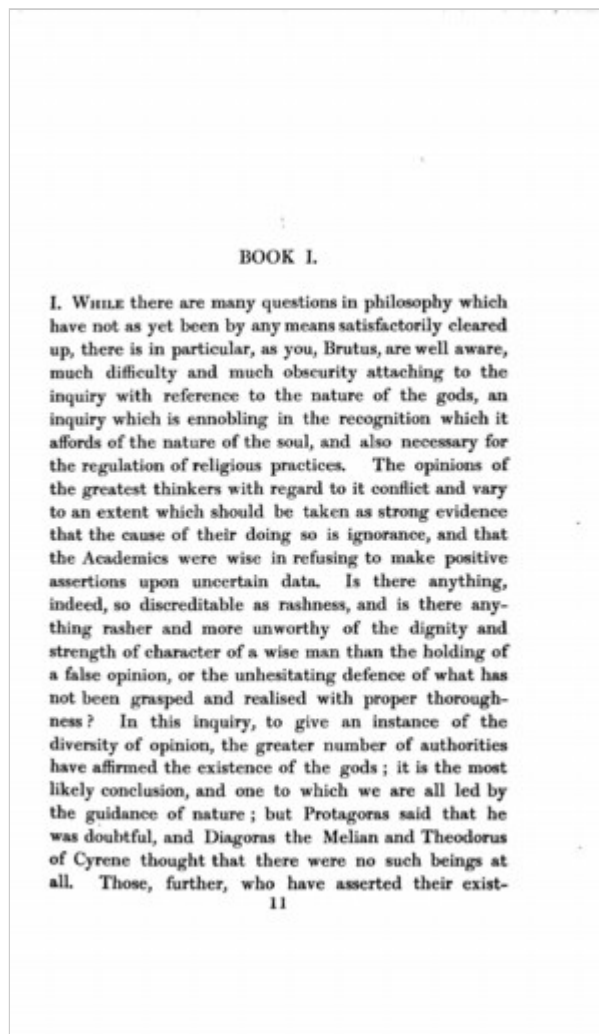 BOOK I.
I. WHILE there are many questions in philosophy which
have not as yet been by any means satisfactorily cleared
up, there is in particular, as you, Brutus, are well aware,
much difficulty and much obscurity attaching to the
inquiry with reference to the nature of the gods, an
inquiry which is ennobling in the recognition which it
affords of the nature of the soul, and also necessary for
the regulation of religious practices. The opinions of
the greatest thinkers with regard to it conflict and vary
to an extent which should be taken as strong evidence
that the cause of their doing so is ignorance, and that
the Academics were wise in refusing to make positive
assertions upon uncertain data. Is there anything,
indeed, so discreditable as rashness, and is there any-
thing rasher and more unworthy of the dignity and
strength of character of a wise man than the holding of
a false opinion, or the unhesitating defence of what has
not been grasped and realised with proper thorough-
ness ? In this inquiry, to give an instance of the
diversity of opinion, the greater number of authorities
have affirmed the existence of the gods ; it is the most
likely conclusion, and one to which we are all led by
the guidance of nature ; but Protagoras said that he
was doubtful, and Diagoras the Melian and Theodorus
of Cyrene thought that there were no such beings at
all. Those, further, who have asserted their exist-
11